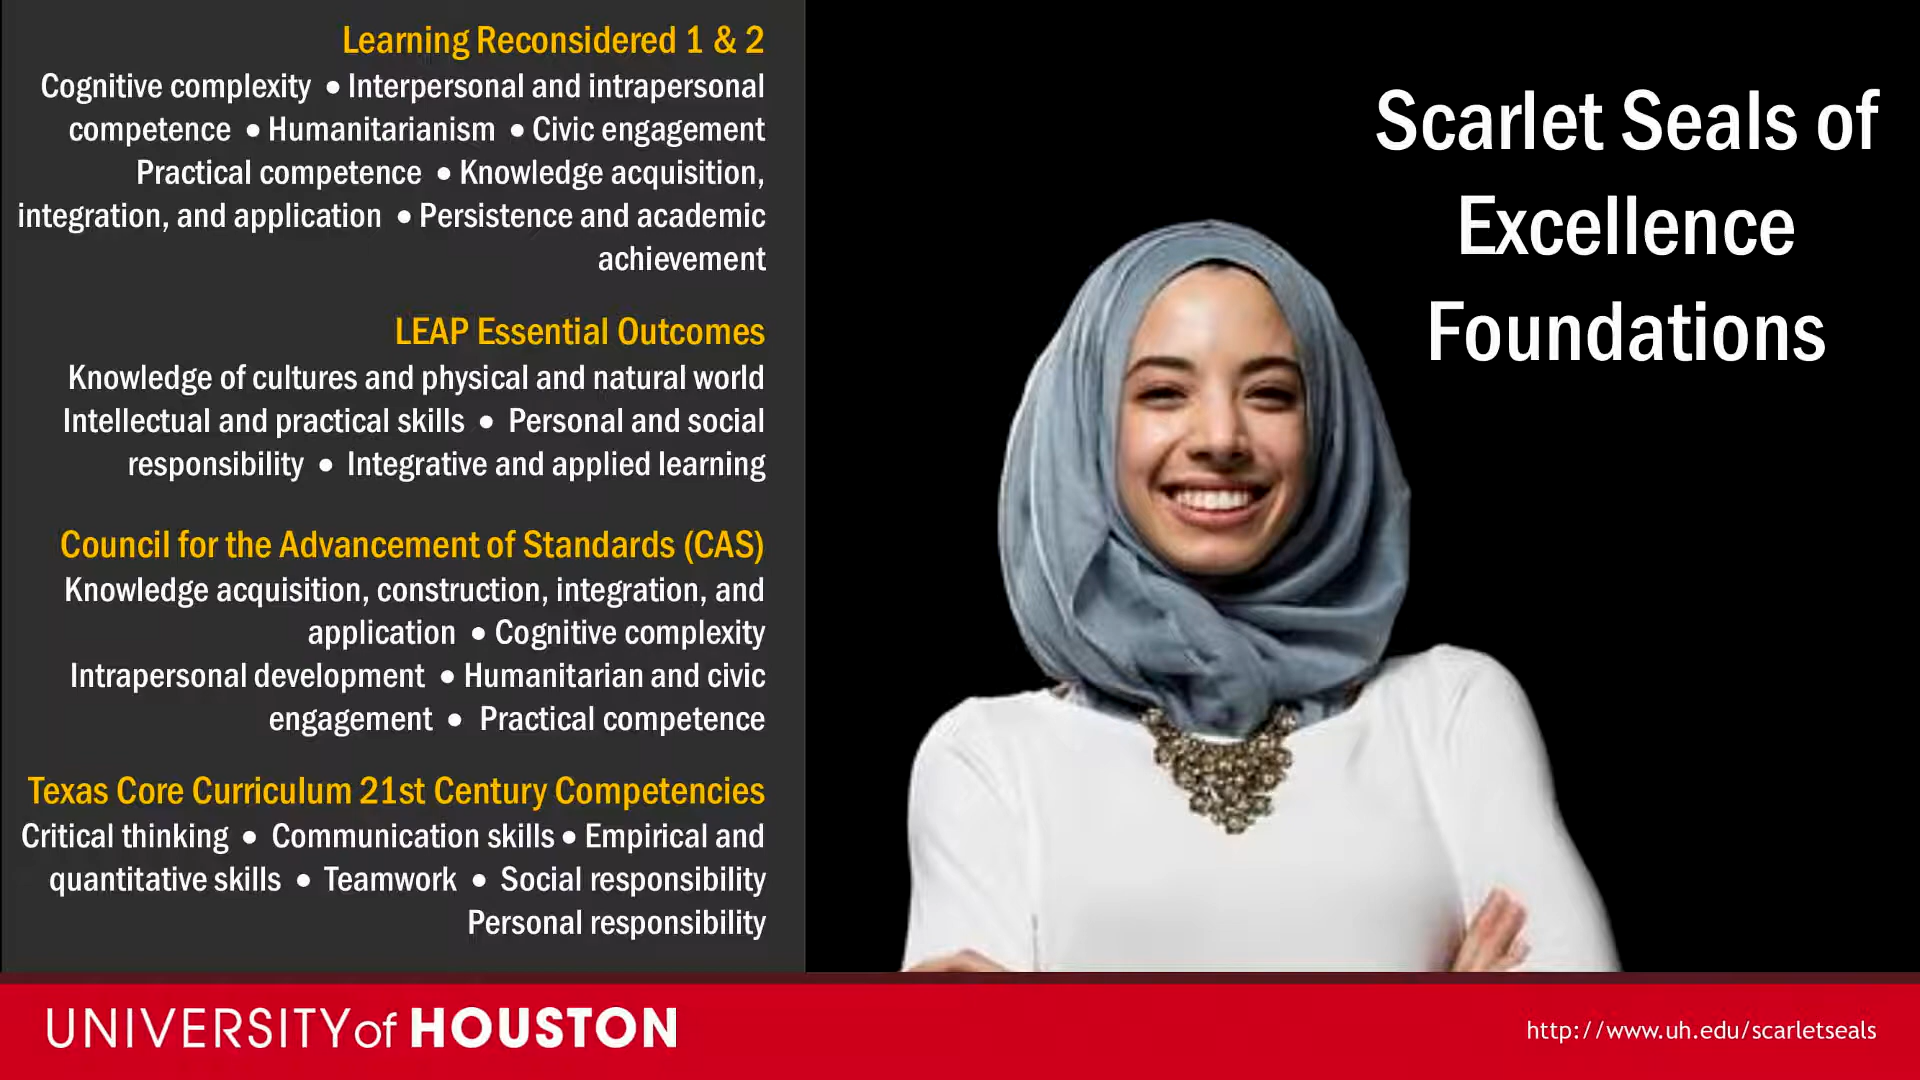 Learning Reconsidered 1 & 2
Cognitive complexity • Interpersonal and intrapersonal
competence • Humanitarianism • Civic engagement
Practical competence • Knowledge acquisition,
integration, and application • Persistence and academic
achievement
LEAP Essential Outcomes
Knowledge of cultures and physical and natural world
Intellectual and practical skills • Personal and social
responsibility • Integrative and applied learning
Council for the Advancement of Standards (CAS)
Knowledge acquisition, construction, integration, and
application • Cognitive complexity
Intrapersonal development • Humanitarian and civic
engagement • Practical competence
Texas Core Curriculum 21st Century Competencies
Critical thinking • Communication skills • Empirical and
quantitative skills • Teamwork • Social responsibility
Personal responsibility
Scarlet Seals of
Excellence
Foundations
UNIVERSITY of HOUSTON
http://www.uh.edu/scarletseals